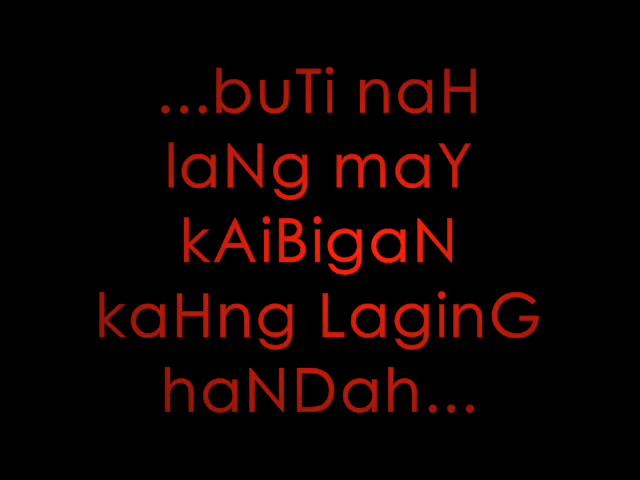 ...buTi naH
laNg maY
kAiBigaN
kaHng LaginG
haNDah...